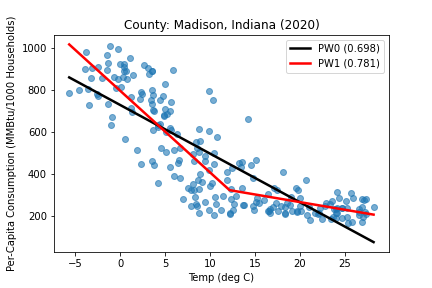 County: Madison, Indiana (2020)
Per-Capita Consumption (MMBtu/1000 Households)
1000
800
600
400
200
PW0 (0.698)
PW1 (0.781)
−5
0
5
10
15
20
25
Temp (deg C)